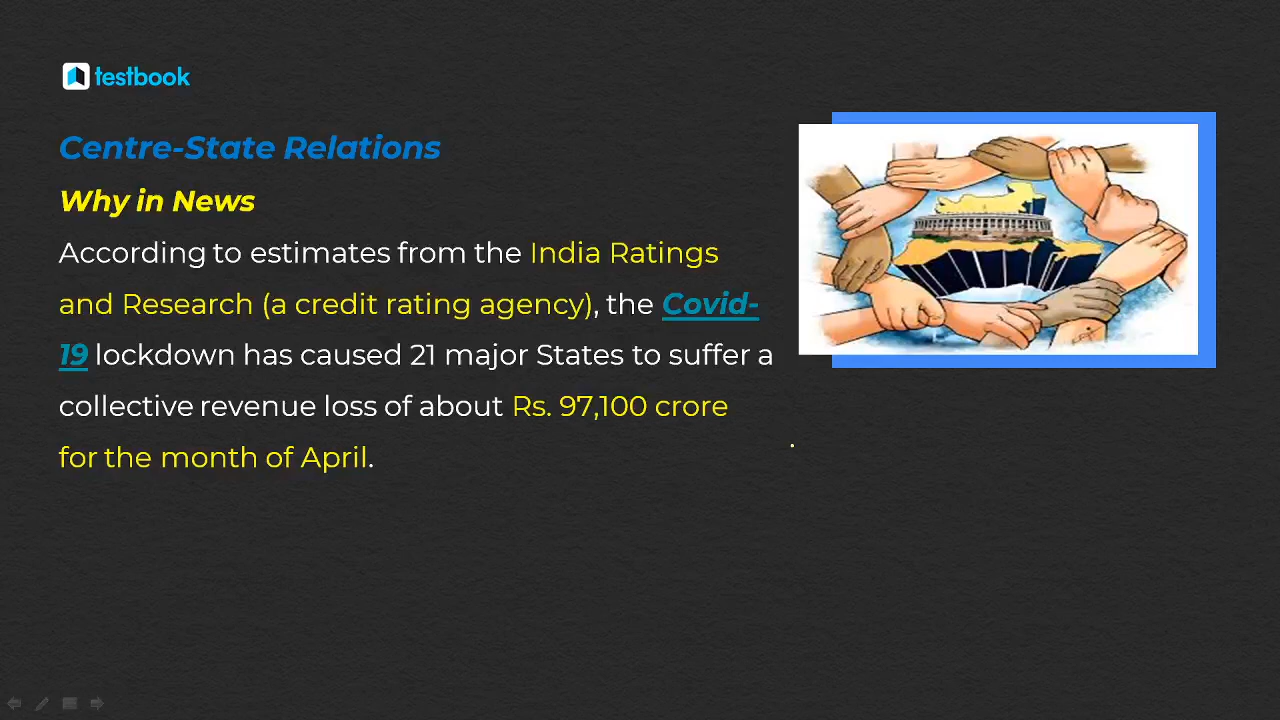 testbook
Centre-State Relations
Why in News
According to estimates from the India Ratings
and Research (a credit rating agency), the Covid-
19 lockdown has caused 21 major States to suffer a
collective revenue loss of about Rs. 97,100 crore
for the month of April.